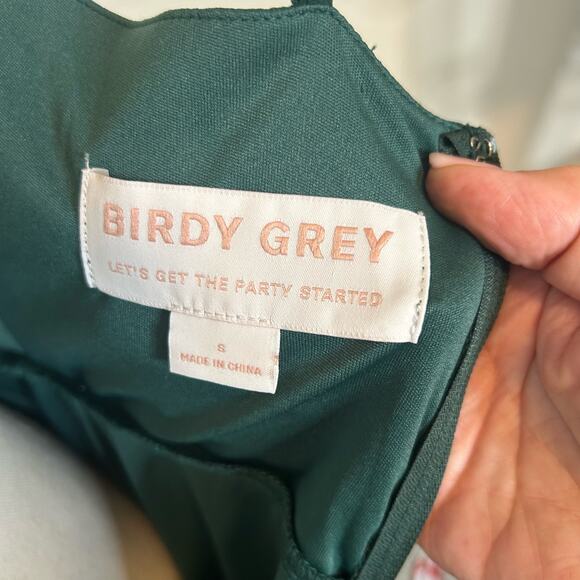 BIRDY GREY
LET'S GET THE PARTY STARTED
S
MADE IN CHINA